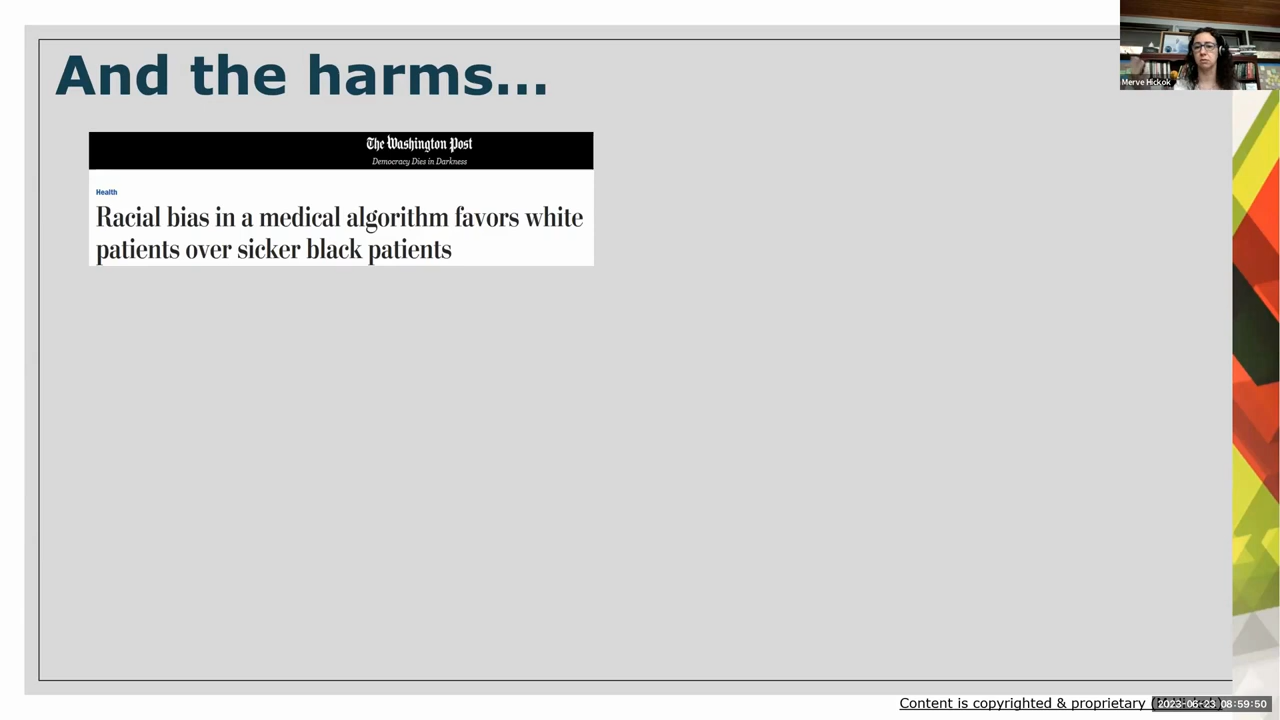 And the harms...
Merve Hickok
The Washington Post
Democracy Dies in Darkness
Health
Racial bias in a medical algorithm favors white
patients over sicker black patients
Content is copyrighted & proprietary
2023-06-23 08:59:50